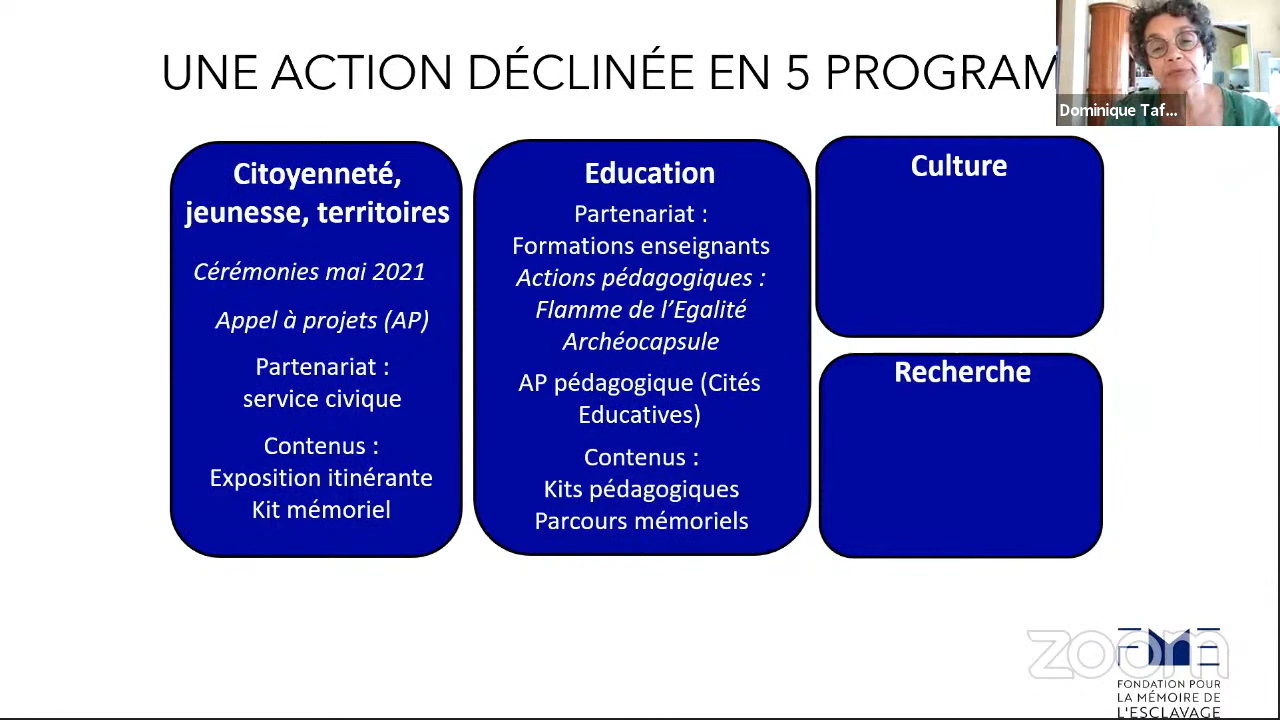 UNE ACTION DÉCLINÉE EN 5 PROGRAM
Dominique Taf...
Citoyenneté,
jeunesse, territoires
Cérémonies mai 2021
Appel à projets (AP)
Partenariat :
service civique
Contenus :
Exposition itinérante
Kit mémoriel
Education
Partenariat :
Formations enseignants
Actions pédagogiques :
Flamme de l'Egalité
Archéocapsule
AP pédagogique (Cités
Educatives)
Contenus :
Kits pédagogiques
Parcours mémoriels
Culture
Recherche
zoom
FME
FONDATION POUR
LA MÉMOIRE DE
L'ESCLAVAGE